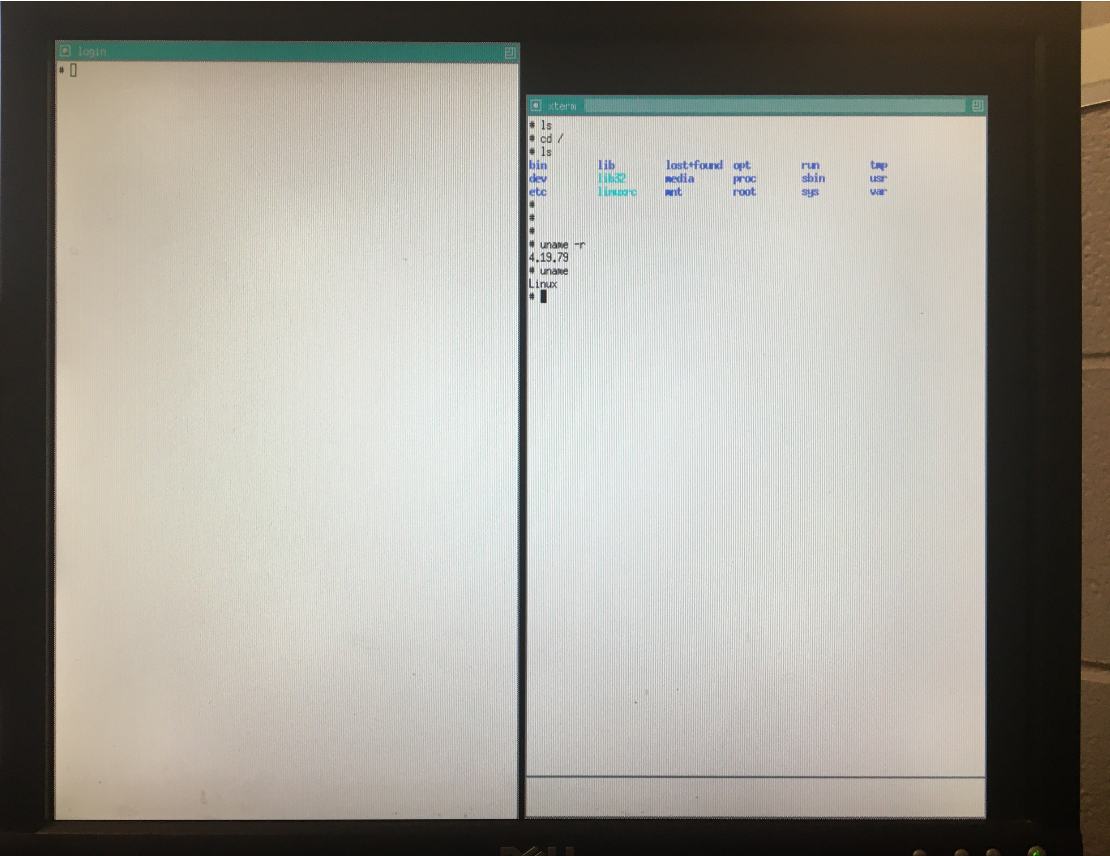 login
#
xterm
# ls
# cd /
# ls
bin lib lost+found opt run tmp
dev lib32 media proc sbin usr
etc linuxrc mnt root sys var
#
#
#
# uname -r
4.19.79
# uname
Linux
#
DELL